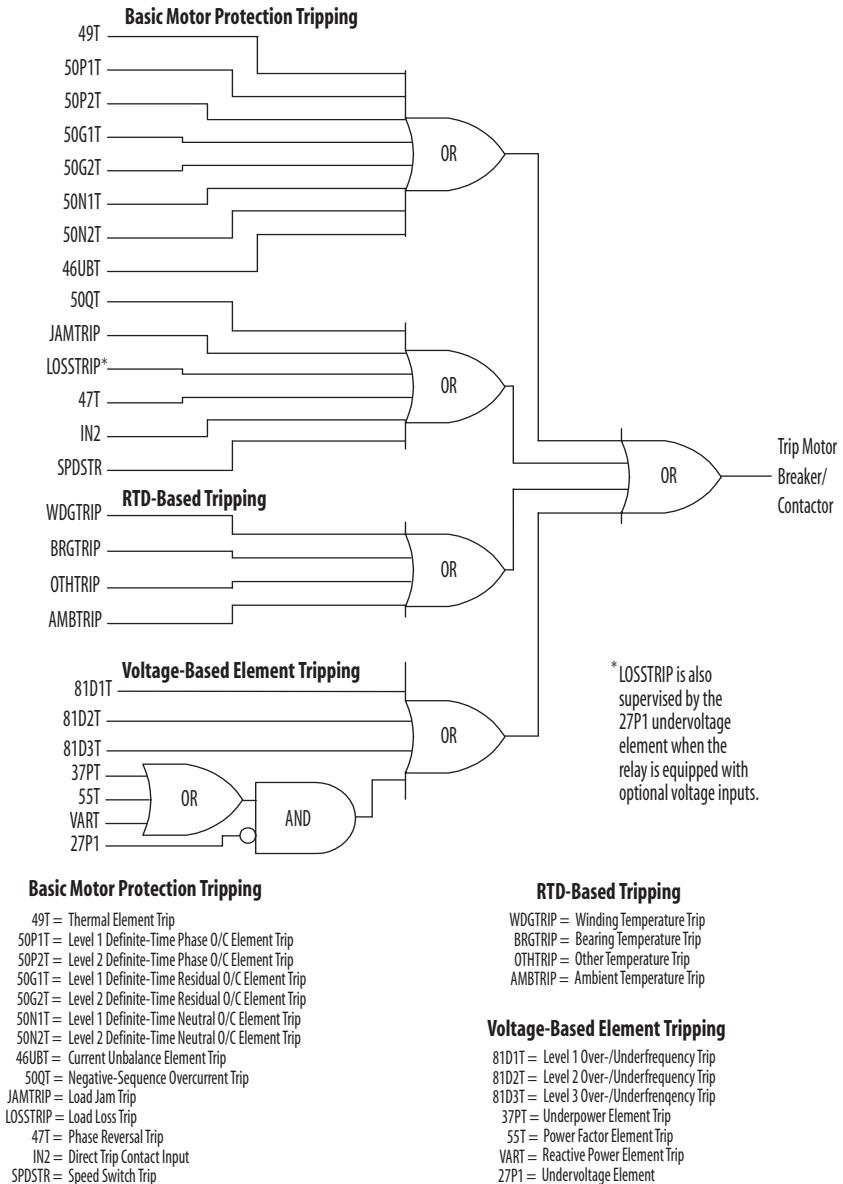 Basic Motor Protection Tripping
49T
50P1T
50P2T
50G1T
50G2T
50N1T
50N2T
46UBT
OR
50QT
JAMTRIP
LOSSTRIP*
47T
IN2
SPDSTR
OR
RTD-Based Tripping
WDGTRIP
BRGTRIP
OTHTRIP
AMBTRIP
OR
Voltage-Based Element Tripping
81D1T
81D2T
81D3T
37PT
55T
VART
27P1
OR
AND
OR
OR
Trip Motor
Breaker/
Contactor
* LOSSTRIP is also
supervised by the
27P1 undervoltage
element when the
relay is equipped with
optional voltage inputs.
Basic Motor Protection Tripping
49T = Thermal Element Trip
50P1T = Level 1 Definite-Time Phase O/C Element Trip
50P2T = Level 2 Definite-Time Phase O/C Element Trip
50G1T = Level 1 Definite-Time Residual O/C Element Trip
50G2T = Level 2 Definite-Time Residual O/C Element Trip
50N1T = Level 1 Definite-Time Neutral O/C Element Trip
50N2T = Level 2 Definite-Time Neutral O/C Element Trip
46UBT = Current Unbalance Element Trip
50QT = Negative-Sequence Overcurrent Trip
JAMTRIP = Load Jam Trip
LOSSTRIP = Load Loss Trip
47T = Phase Reversal Trip
IN2 = Direct Trip Contact Input
SPDSTR = Speed Switch Trip
RTD-Based Tripping
WDGTRIP = Winding Temperature Trip
BRGTRIP = Bearing Temperature Trip
OTHTRIP = Other Temperature Trip
AMBTRIP = Ambient Temperature Trip
Voltage-Based Element Tripping
81D1T = Level 1 Over-/Underfrequency Trip
81D2T = Level 2 Over-/Underfrequency Trip
81D3T = Level 3 Over-/Underfrenqency Trip
37PT = Underpower Element Trip
55T = Power Factor Element Trip
VART = Reactive Power Element Trip
27P1 = Undervoltage Element